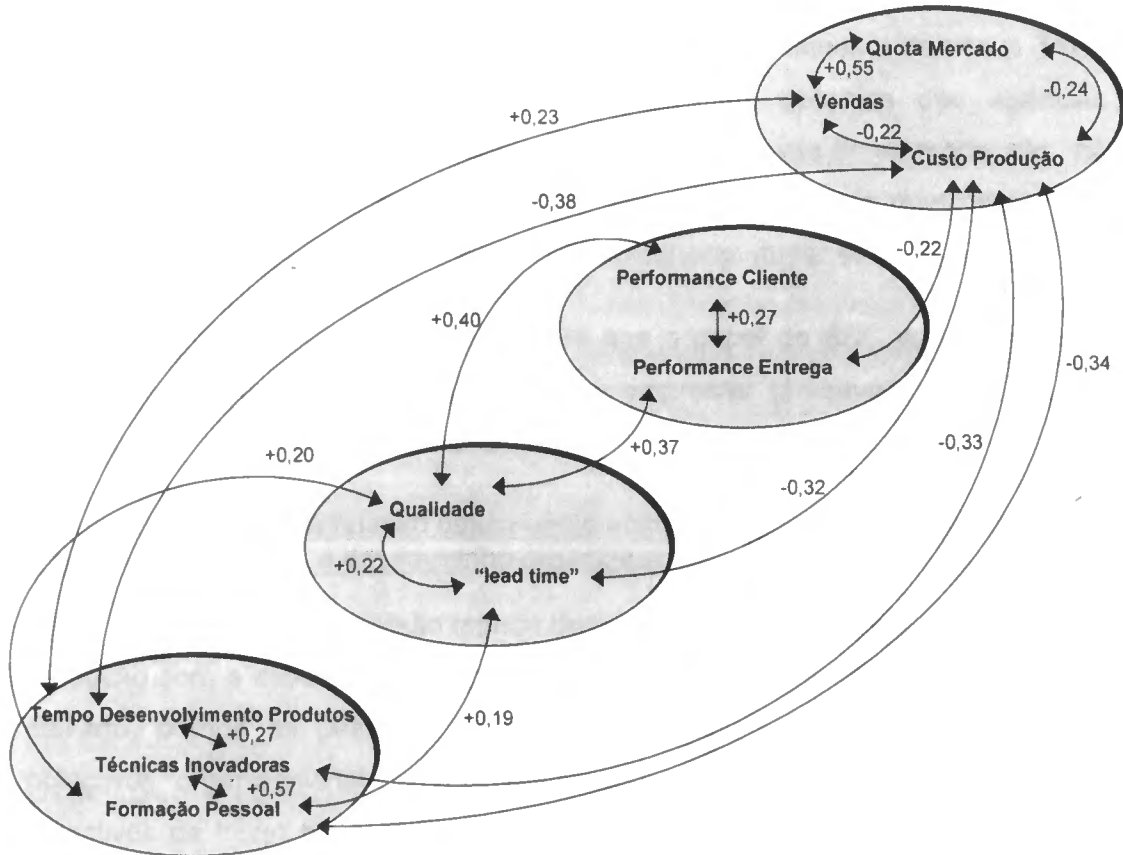 Quota Mercado
+0,55
-0,24
Vendas
+0,23
-0,22
Custo Produção
-0,38
-0,22
Performance Cliente
+0,40
+0,27
-0,34
Performance Entrega
-0,33
+0,20
+0,37
-0,32
Qualidade
+0,22
“lead time”
Tempo Desenvolvimento Produtos
+0,19
+0,27
Técnicas Inovadoras
+0,57
Formação Pessoal